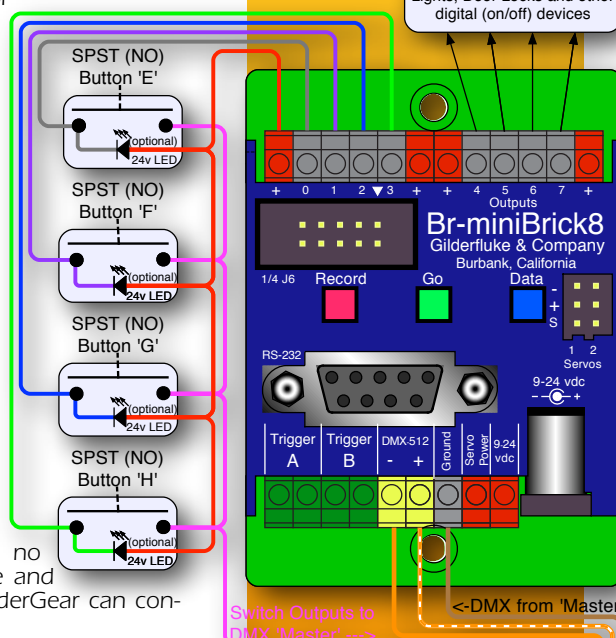 Lights, Door Locks and other
digital (on/off) devices
SPST (NO)
Button 'E'
(optional)
24v LED
SPST (NO)
Button 'F'
(optional)
24v LED
SPST (NO)
Button 'G'
(optional)
24v LED
SPST (NO)
Button 'H'
(optional)
24v LED
+ 0 1 2 ▼ 3 + + 4 5 6 7 +
Outputs
Br-miniBrick8
Gilderfluke & Company
Burbank, California
1/4 J6
Record Go Data
-
+
S
1 2
Servos
RS-232
9-24 vdc
- +
Trigger A
Trigger B
DMX-512
- +
Ground
Servo Power
9-24 vdc
no
e and
derGear can con-
Switch Outputs to
DMX 'Master' --->
<-DMX from 'Master